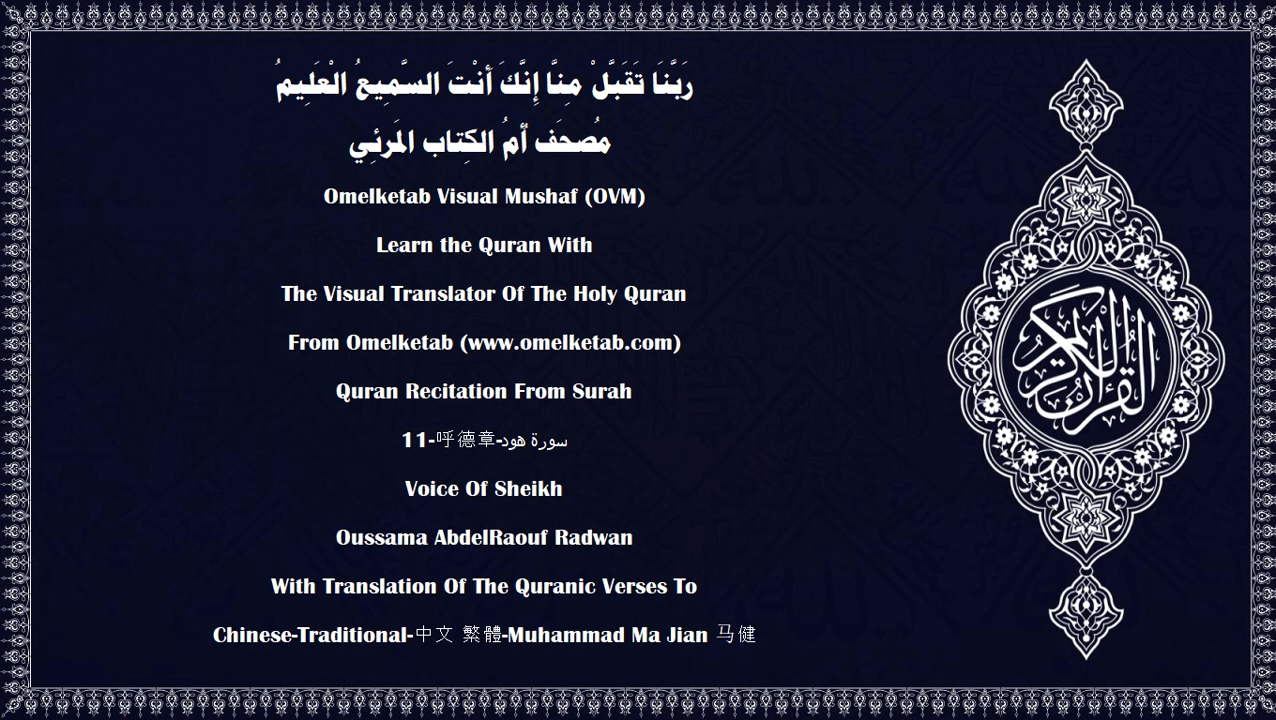 رَبَّنَا تَقَبَّلْ مِنَّا إِنَّكَ أَنْتَ السَّمِيعُ الْعَلِيمُ
مُصحَف أمُ الكِتاب المَرئِي
Omelketab Visual Mushaf (OVM)
Learn the Quran With
The Visual Translator Of The Holy Quran
From Omelketab (www.omelketab.com)
Quran Recitation From Surah
11-呼德章-سورة هود
Voice Of Sheikh
Oussama AbdelRaouf Radwan
With Translation Of The Quranic Verses To
Chinese-Traditional-中文 繁體-Muhammad Ma Jian 马健
القرآن الكريم